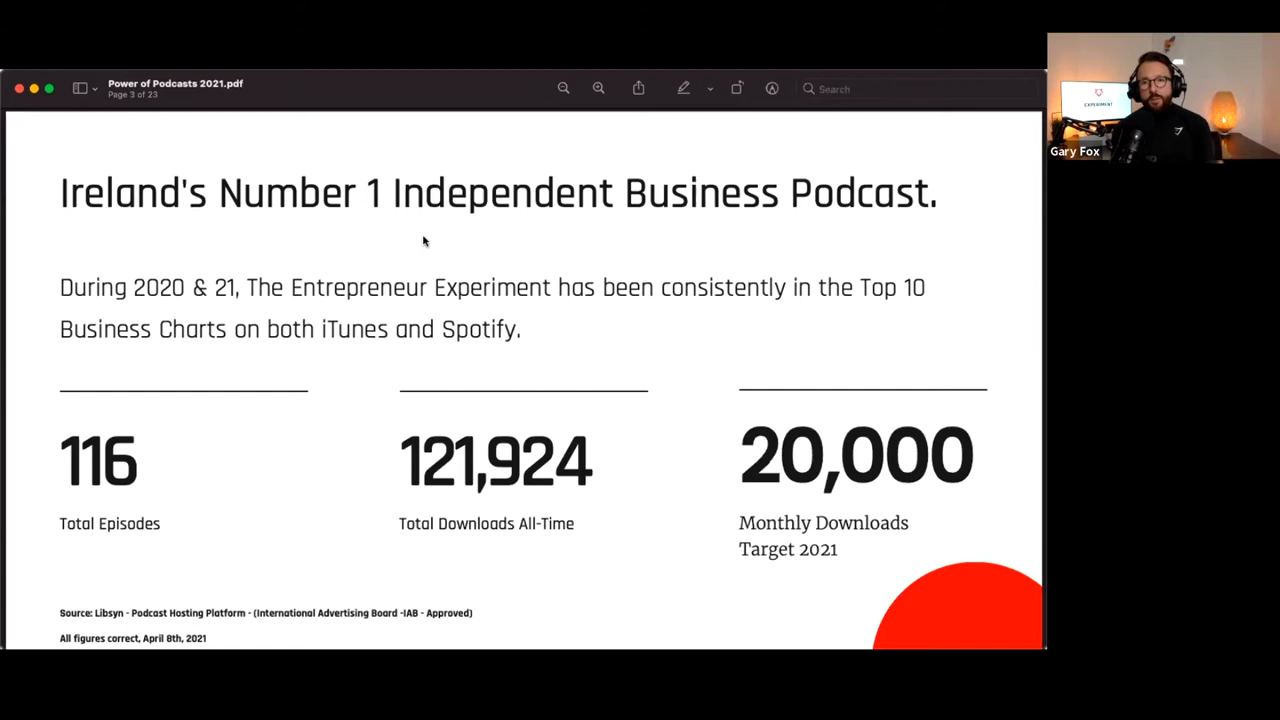 Power of Podcasts 2021.pdf
Page 3 of 23
Search
EXPERIMENT
Gary Fox
Ireland's Number 1 Independent Business Podcast.
During 2020 & 21, The Entrepreneur Experiment has been consistently in the Top 10
Business Charts on both iTunes and Spotify.
116
Total Episodes
121,924
Total Downloads All-Time
20,000
Monthly Downloads
Target 2021
Source: Libsyn - Podcast Hosting Platform - (International Advertising Board -IAB - Approved)
All figures correct, April 8th, 2021